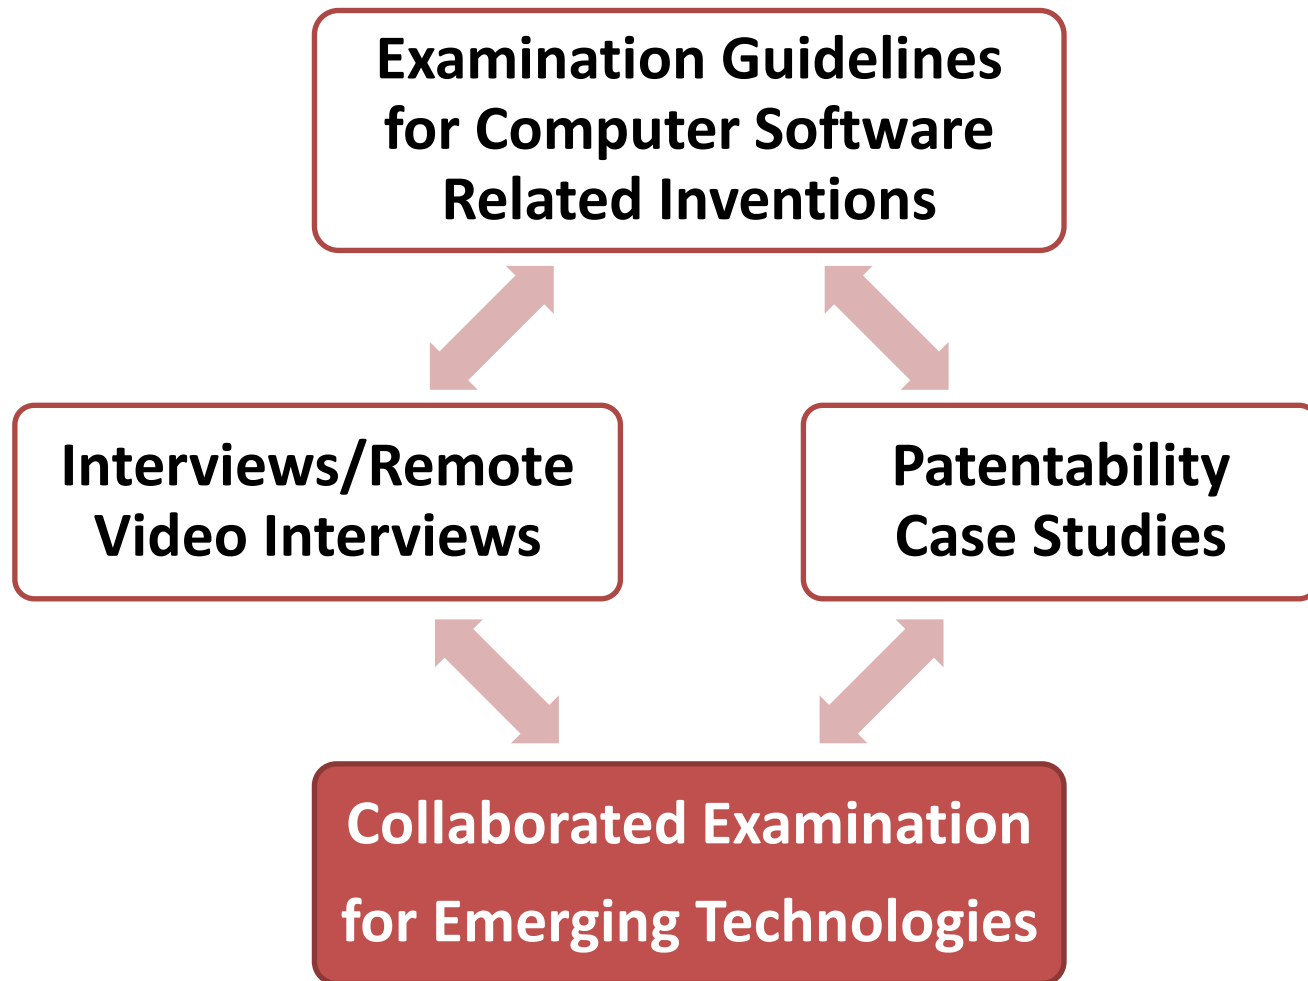 Examination Guidelines
for Computer Software
Related Inventions
Interviews/Remote
Video Interviews
Patentability
Case Studies
Collaborated Examination
for Emerging Technologies